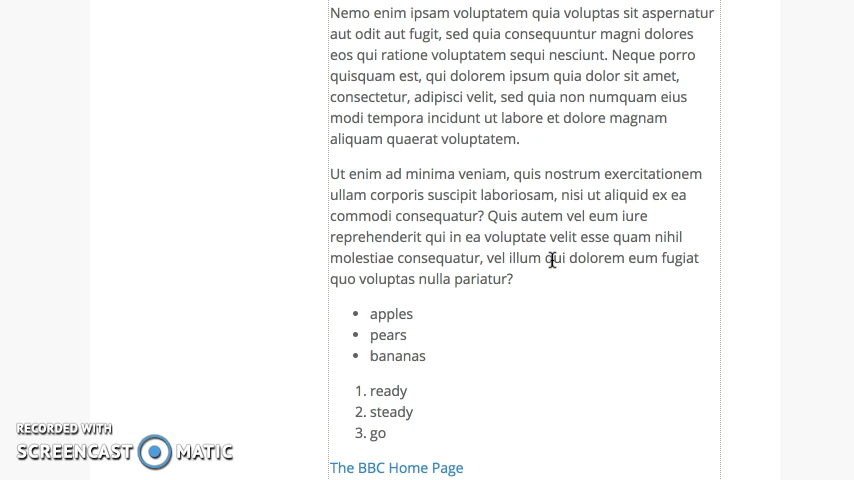 Nemo enim ipsam voluptatem quia voluptas sit aspernatur
aut odit aut fugit, sed quia consequuntur magni dolores
eos qui ratione voluptatem sequi nesciunt. Neque porro
quisquam est, qui dolorem ipsum quia dolor sit amet,
consectetur, adipisci velit, sed quia non numquam eius
modi tempora incidunt ut labore et dolore magnam
aliquam quaerat voluptatem.
Ut enim ad minima veniam, quis nostrum exercitationem
ullam corporis suscipit laboriosam, nisi ut aliquid ex ea
commodi consequatur? Quis autem vel eum iure
reprehenderit qui in ea voluptate velit esse quam nihil
molestiae consequatur, vel illum qui dolorem eum fugiat
quo voluptas nulla pariatur?
• apples
• pears
• bananas
1. ready
2. steady
3. go
The BBC Home Page
RECORDED WITH
SCREENCAST MATIC